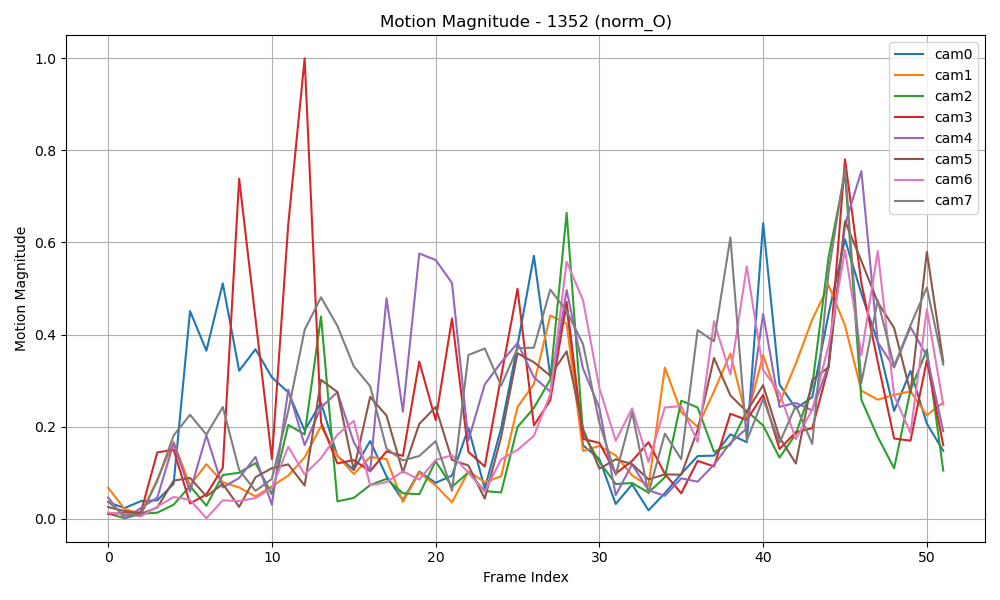 Motion Magnitude - 1352 (norm_O)
Motion Magnitude
1.0
0.8
0.6
0.4
0.2
0.0
0 10 20 30 40 50
Frame Index
cam0
cam1
cam2
cam3
cam4
cam5
cam6
cam7